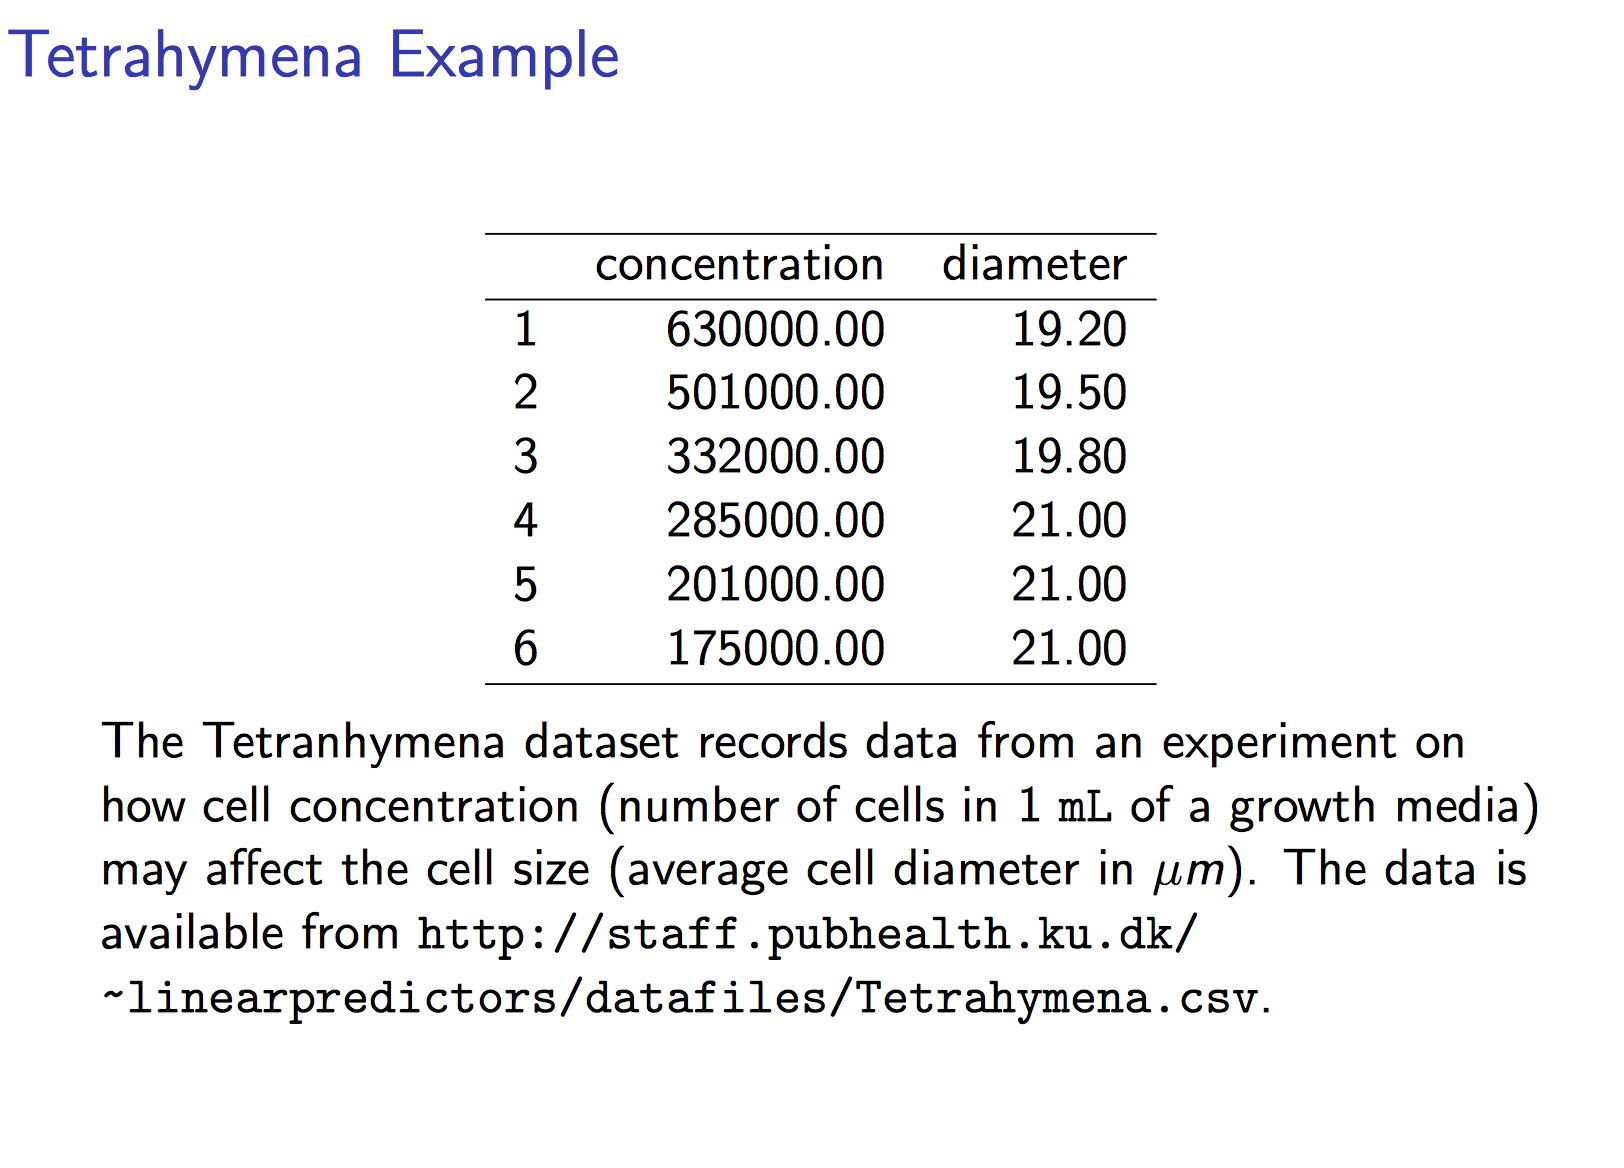 Tetrahymena Example
concentration diameter
1 630000.00 19.20
2 501000.00 19.50
3 332000.00 19.80
4 285000.00 21.00
5 201000.00 21.00
6 175000.00 21.00
The Tetranhymena dataset records data from an experiment on
how cell concentration (number of cells in 1 mL of a growth media)
may affect the cell size (average cell diameter in μm). The data is
available from http://staff.pubhealth.ku.dk/
~linearpredictors/datafiles/Tetrahymena.csv.